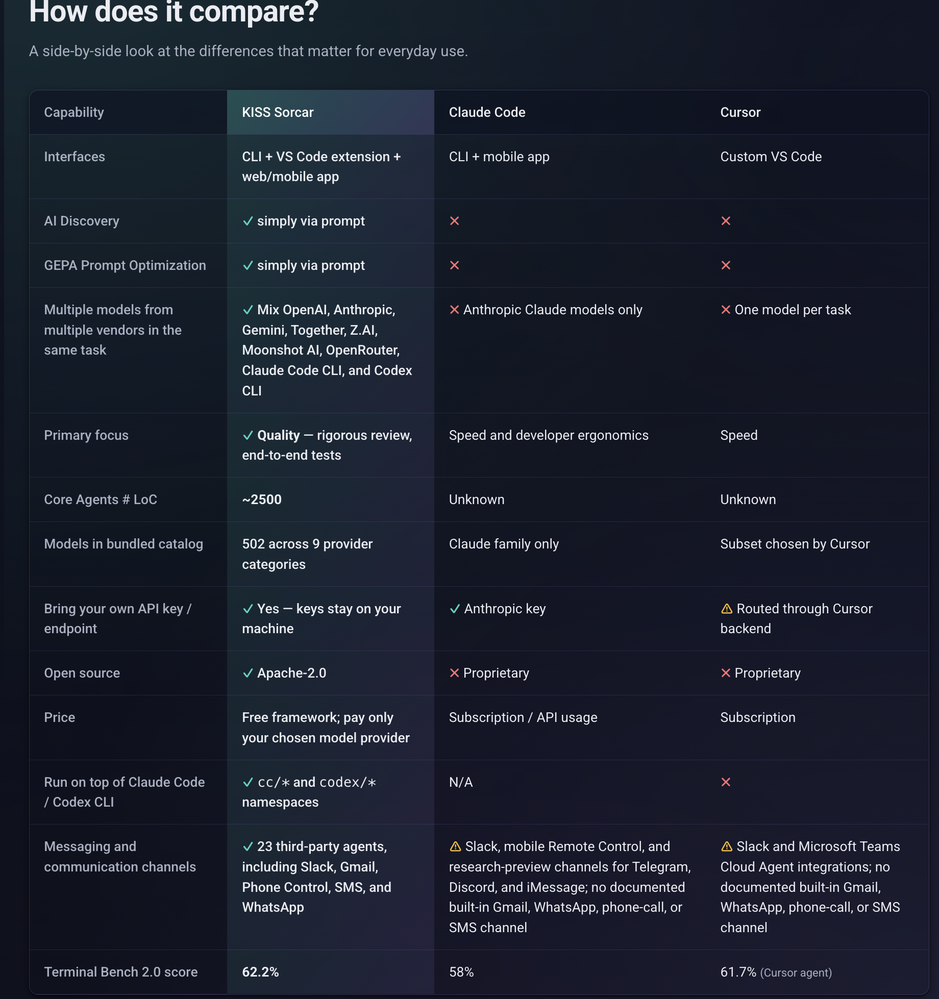 How does it compare?
A side-by-side look at the differences that matter for everyday use.
Capability
KISS Sorcar
Claude Code
Cursor
Interfaces
CLI + VS Code extension +
web/mobile app
CLI + mobile app
Custom VS Code
AI Discovery
✓ simply via prompt
✕
✕
GEPA Prompt Optimization
✓ simply via prompt
✕
✕
Multiple models from
multiple vendors in the
same task
✓ Mix OpenAI, Anthropic,
Gemini, Together, Z.AI,
Moonshot AI, OpenRouter,
Claude Code CLI, and Codex
CLI
✕ Anthropic Claude models only
✕ One model per task
Primary focus
✓ Quality — rigorous review,
end-to-end tests
Speed and developer ergonomics
Speed
Core Agents # LoC
~2500
Unknown
Unknown
Models in bundled catalog
502 across 9 provider
categories
Claude family only
Subset chosen by Cursor
Bring your own API key /
endpoint
✓ Yes — keys stay on your
machine
✓ Anthropic key
⚠ Routed through Cursor
backend
Open source
✓ Apache-2.0
✕ Proprietary
✕ Proprietary
Price
Free framework; pay only
your chosen model provider
Subscription / API usage
Subscription
Run on top of Claude Code
/ Codex CLI
✓ cc/* and codex/*
namespaces
N/A
✕
Messaging and
communication channels
✓ 23 third-party agents,
including Slack, Gmail,
Phone Control, SMS, and
WhatsApp
⚠ Slack, mobile Remote Control, and
research-preview channels for Telegram,
Discord, and iMessage; no documented
built-in Gmail, WhatsApp, phone-call, or
SMS channel
⚠ Slack and Microsoft Teams
Cloud Agent integrations; no
documented built-in Gmail,
WhatsApp, phone-call, or SMS
channel
Terminal Bench 2.0 score
62.2%
58%
61.7% (Cursor agent)